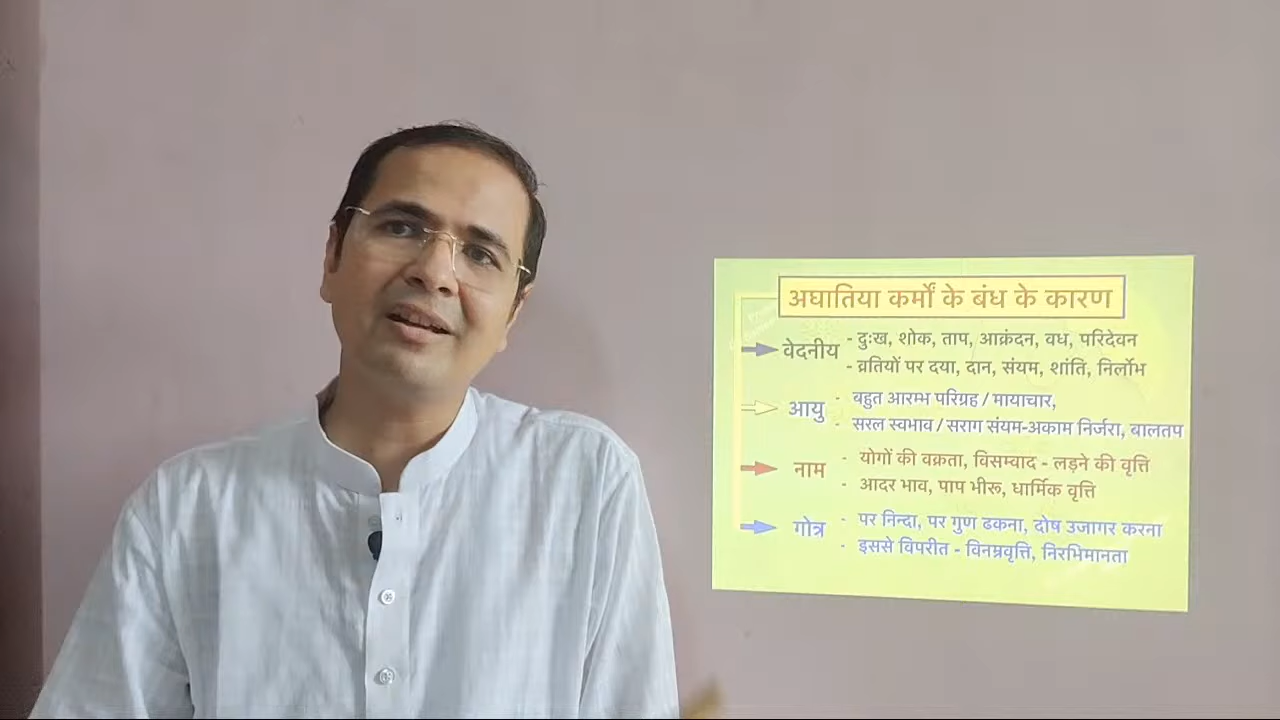 अघातिया कर्मों के बंध के कारण
वेदनीय - दुःख, शोक, ताप, आक्रंदन, वध, परिदेवन
- व्रतियों पर दया, दान, संयम, शांति, निर्लोभ
आयु - बहुत आरम्भ परिग्रह / मायाचार,
- सरल स्वभाव / सराग संयम-अकाम निर्जरा, बालतप
नाम - योगों की वक्रता, विसम्वाद - लड़ने की वृत्ति
- आदर भाव, पाप भीरू, धार्मिक वृत्ति
गोत्र - पर निन्दा, पर गुण ढकना, दोष उजागर करना
- इससे विपरीत - विनम्रवृत्ति, निरभिमानता